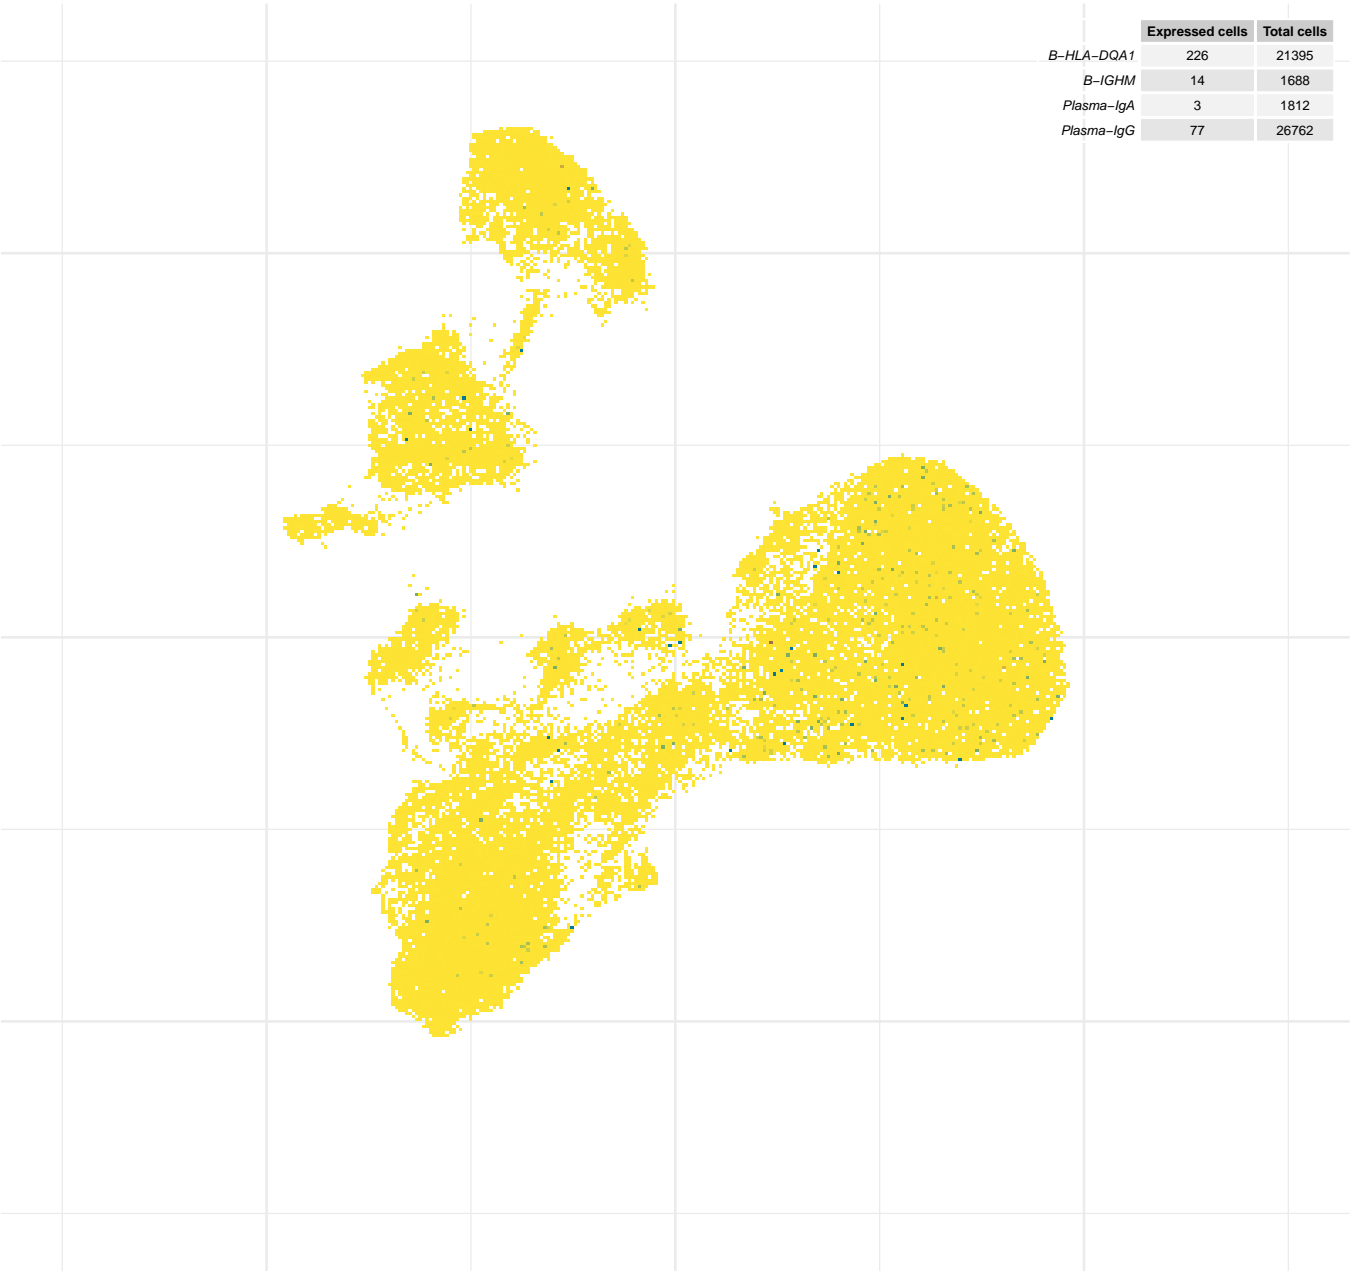 Expressed cells Total cells
B−HLA−DQA1 226 21395
B−IGHM 14 1688
Plasma−IgA 3 1812
Plasma−IgG 77 26762